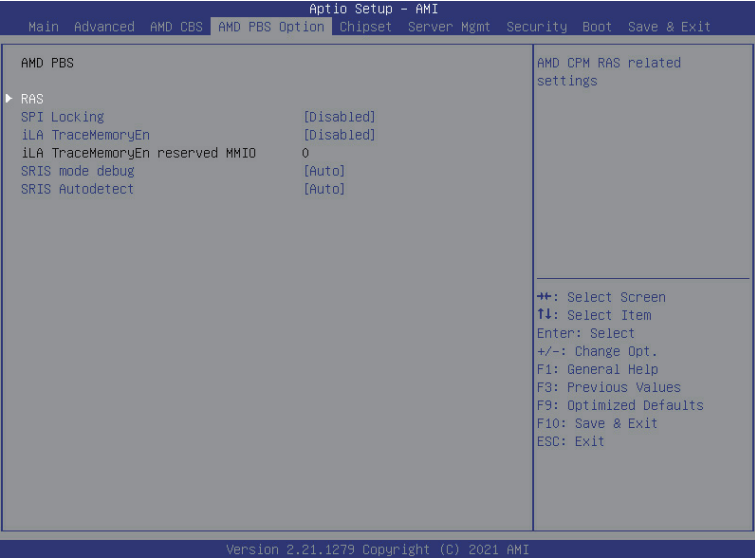 Aptio Setup – AMI
Main Advanced AMD CBS AMD PBS Option Chipset Server Mgmt Security Boot Save & Exit
AMD PBS
RAS
SPI Locking [Disabled]
iLA TraceMemoryEn [Disabled]
iLA TraceMemoryEn reserved MMIO 0
SRIS mode debug [Auto]
SRIS Autodetect [Auto]
AMD CPM RAS related
settings
→←: Select Screen
↑↓: Select Item
Enter: Select
+/-: Change Opt.
F1: General Help
F3: Previous Values
F9: Optimized Defaults
F10: Save & Exit
ESC: Exit
Version 2.21.1279 Copyright (C) 2021 AMI